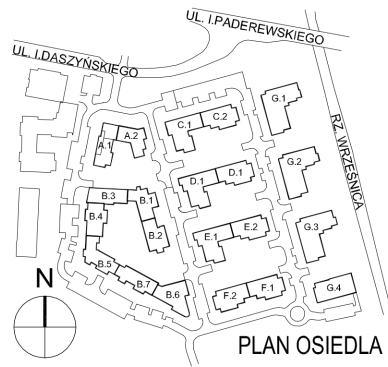 UL. I.PADEREWSKIEGO
UL. I.DASZYŃSKIEGO
RZ. WRZEŚNICA
G.1
C.1
C.2
A.1
A.2
G.2
D.1
D.1
B.3
B.1
B.4
B.2
E.1
E.2
G.3
B.5
B.7
B.6
F.2
F.1
G.4
N
PLAN OSIEDLA